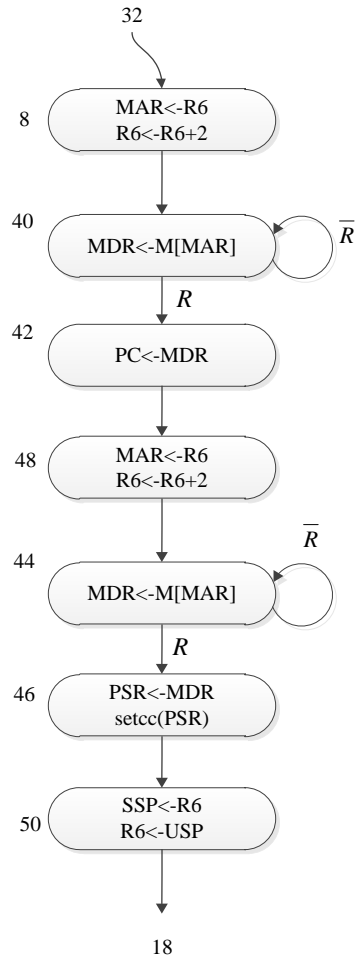 32
8
MAR<-R6
R6<-R6+2
40
MDR<-M[MAR]
R̅
R
42
PC<-MDR
48
MAR<-R6
R6<-R6+2
44
MDR<-M[MAR]
R̅
R
46
PSR<-MDR
setcc(PSR)
50
SSP<-R6
R6<-USP
18